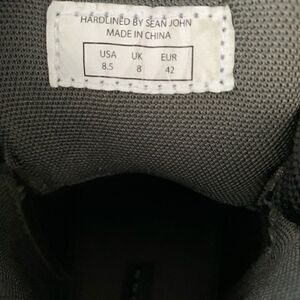 HARDLINED BY SEAN JOHN
MADE IN CHINA
USA UK EUR
8.5 8 42